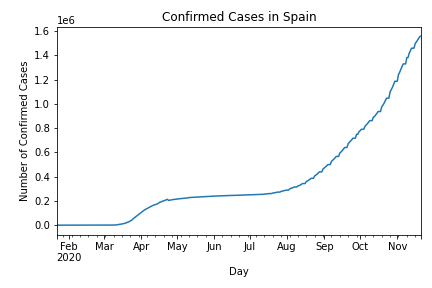 Confirmed Cases in Spain
1e6
1.6
1.4
1.2
1.0
0.8
0.6
0.4
0.2
0.0
Number of Confirmed Cases
Feb Mar Apr May Jun Jul Aug Sep Oct Nov
2020
Day